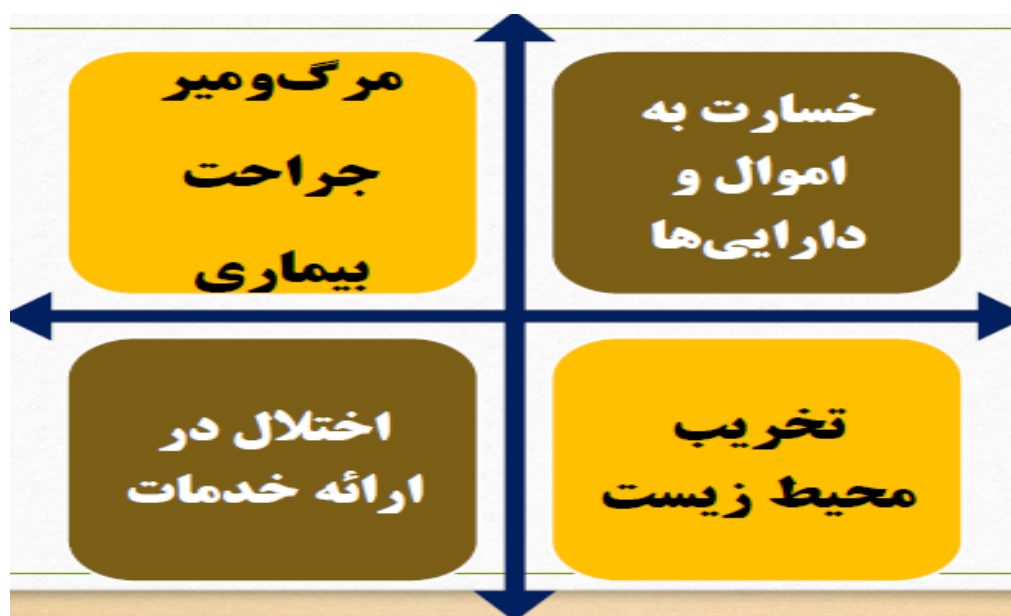 خسارت به
اموال و
دارایی‌ها
مرگ‌ومیر
جراحت
بیماری
تخریب
محیط زیست
اختلال در
ارائه خدمات